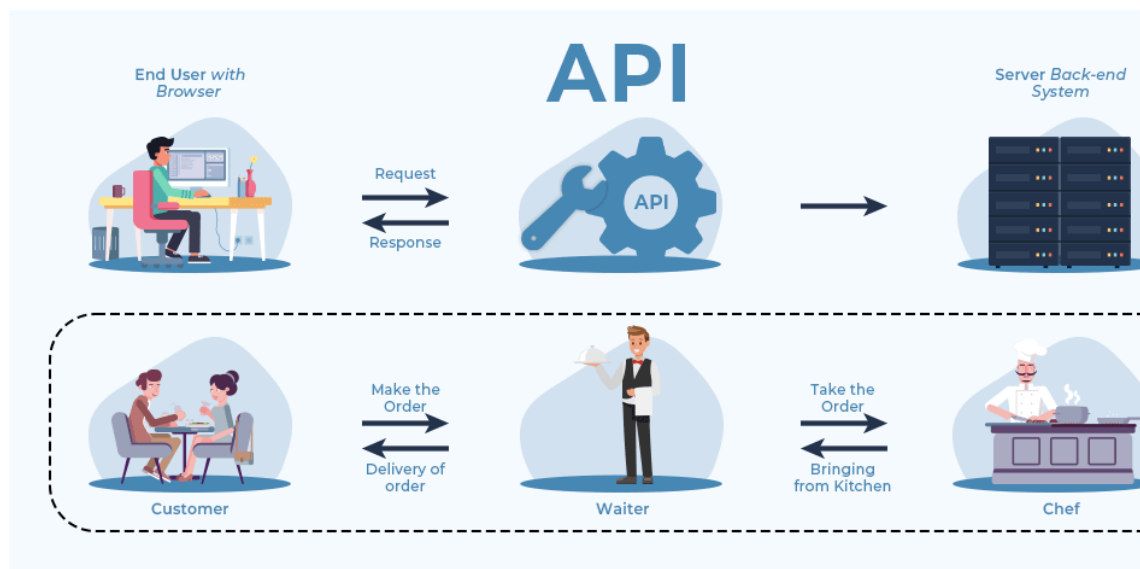 API
End User with
Browser
Server Back-end
System
Request
Response
API
Make the
Order
Delivery of
order
Take the
Order
Bringing
from Kitchen
Customer
Waiter
Chef